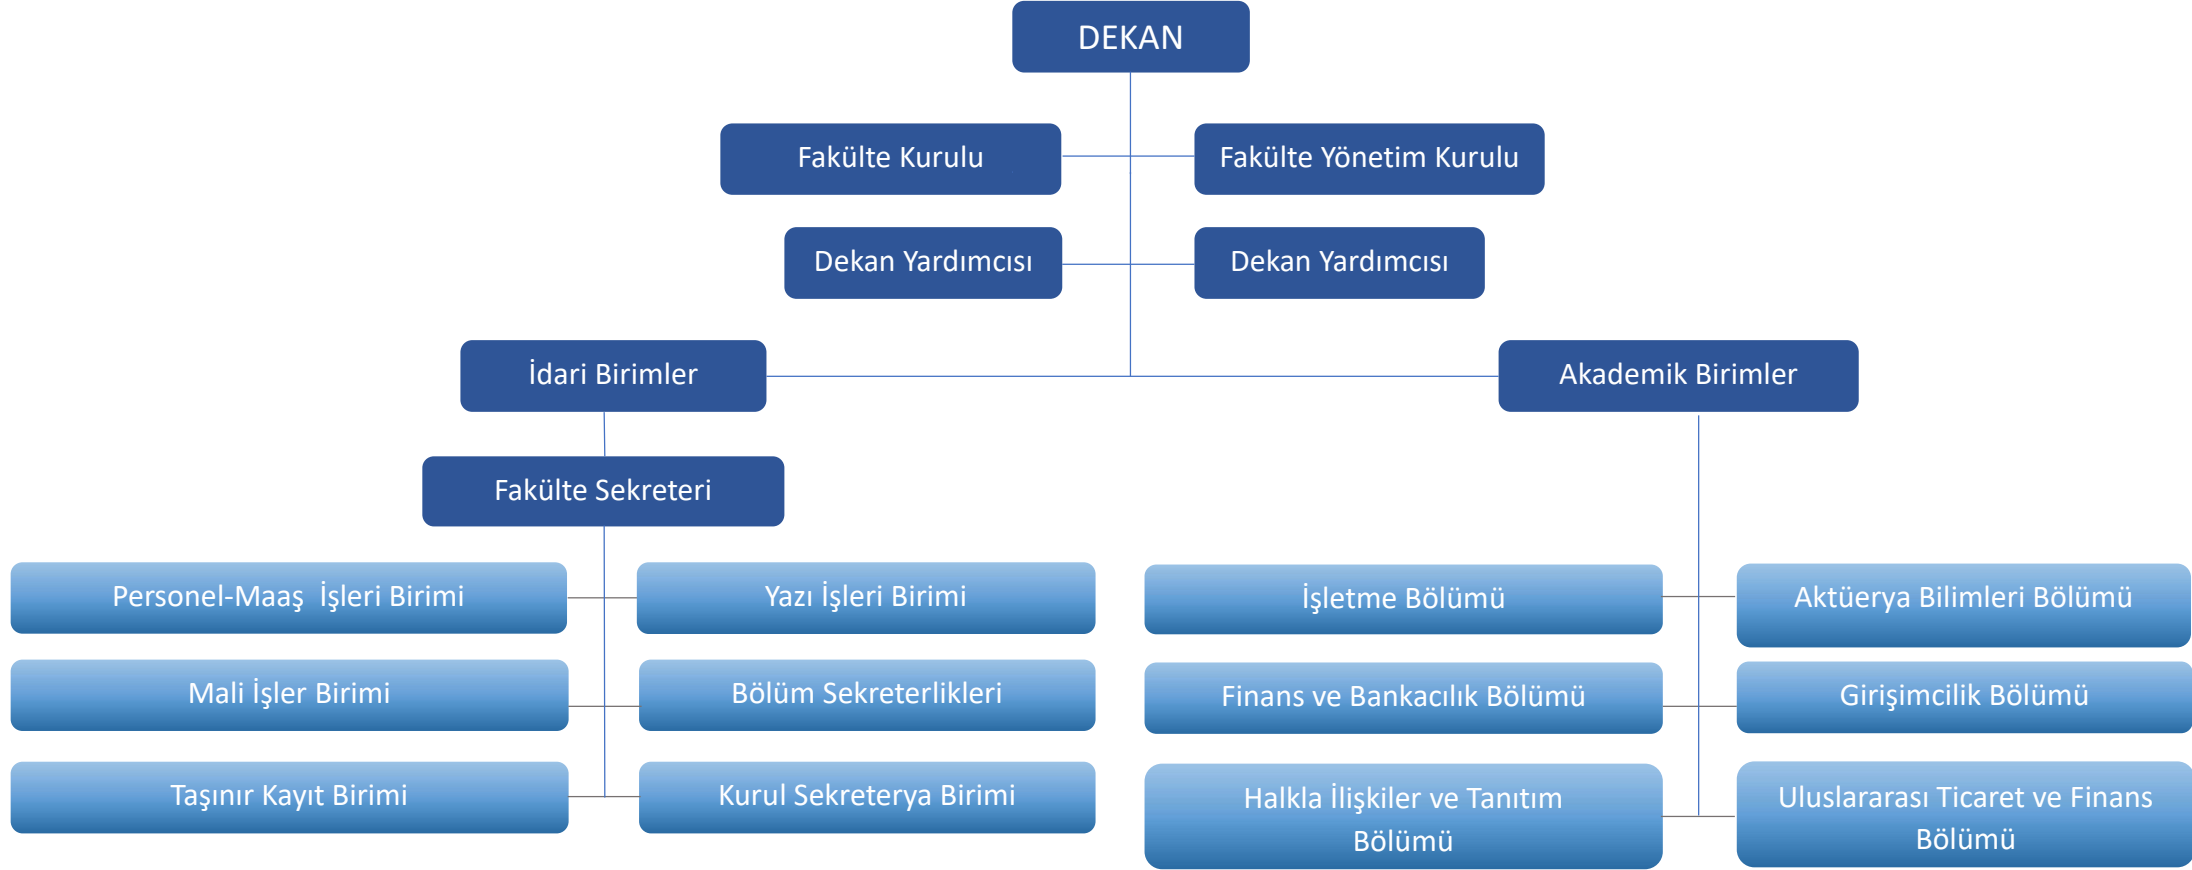 DEKAN
Fakülte Kurulu
Fakülte Yönetim Kurulu
Dekan Yardımcısı
Dekan Yardımcısı
İdari Birimler
Akademik Birimler
Fakülte Sekreteri
Personel-Maaş  İşleri Birimi
Yazı İşleri Birimi
İşletme Bölümü
Aktüerya Bilimleri Bölümü
Mali İşler Birimi
Bölüm Sekreterlikleri
Finans ve Bankacılık Bölümü
Girişimcilik Bölümü
Taşınır Kayıt Birimi
Kurul Sekreterya Birimi
Halkla İlişkiler ve Tanıtım
Bölümü
Uluslararası Ticaret ve Finans
Bölümü